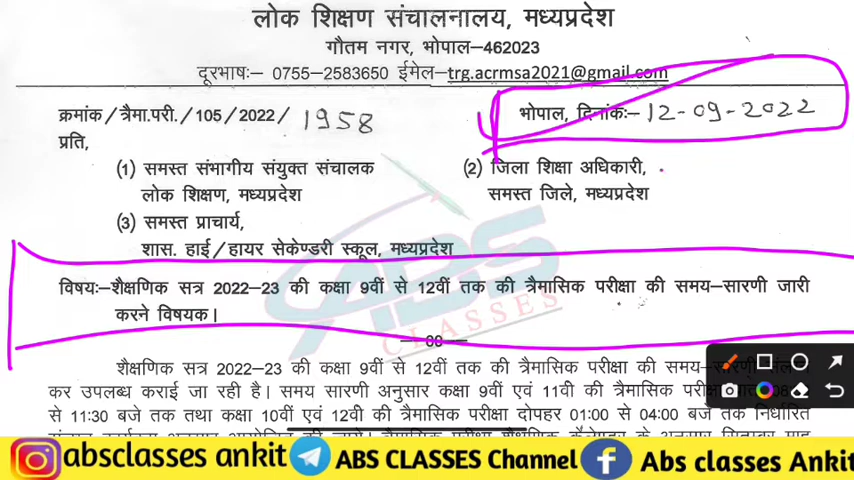 लोक शिक्षण संचालनालय, मध्यप्रदेश
गौतम नगर, भोपाल–462023
दूरभाषः– 0755–2583650 ईमेल–trg.acrmsa2021@gmail.com
क्रमांक/त्रैमा.परी./105/2022/ 1958
भोपाल, दिनांकः– 12-09-2022
प्रति,
(1) समस्त संभागीय संयुक्त संचालक
लोक शिक्षण, मध्यप्रदेश
(2) जिला शिक्षा अधिकारी,
समस्त जिले, मध्यप्रदेश
(3) समस्त प्राचार्य,
शास. हाई/हायर सेकेण्डरी स्कूल, मध्यप्रदेश
विषयः–शैक्षणिक सत्र 2022–23 की कक्षा 9वीं से 12वीं तक की त्रैमासिक परीक्षा की समय–सारणी जारी
करने विषयक।
ABS
CLASSES
—00—
शैक्षणिक सत्र 2022–23 की कक्षा 9वीं से 12वीं तक की त्रैमासिक परीक्षा की समय–सारणी
कर उपलब्ध कराई जा रही है। समय सारणी अनुसार कक्षा 9वीं एवं 11वी की त्रैमासिक
से 11:30 बजे तक तथा कक्षा 10वीं एवं 12वी की त्रैमासिक परीक्षा दोपहर 01:00 से 04:00 बजे तक निर्धारित
absclasses ankit
ABS CLASSES Channel
Abs classes Ankit